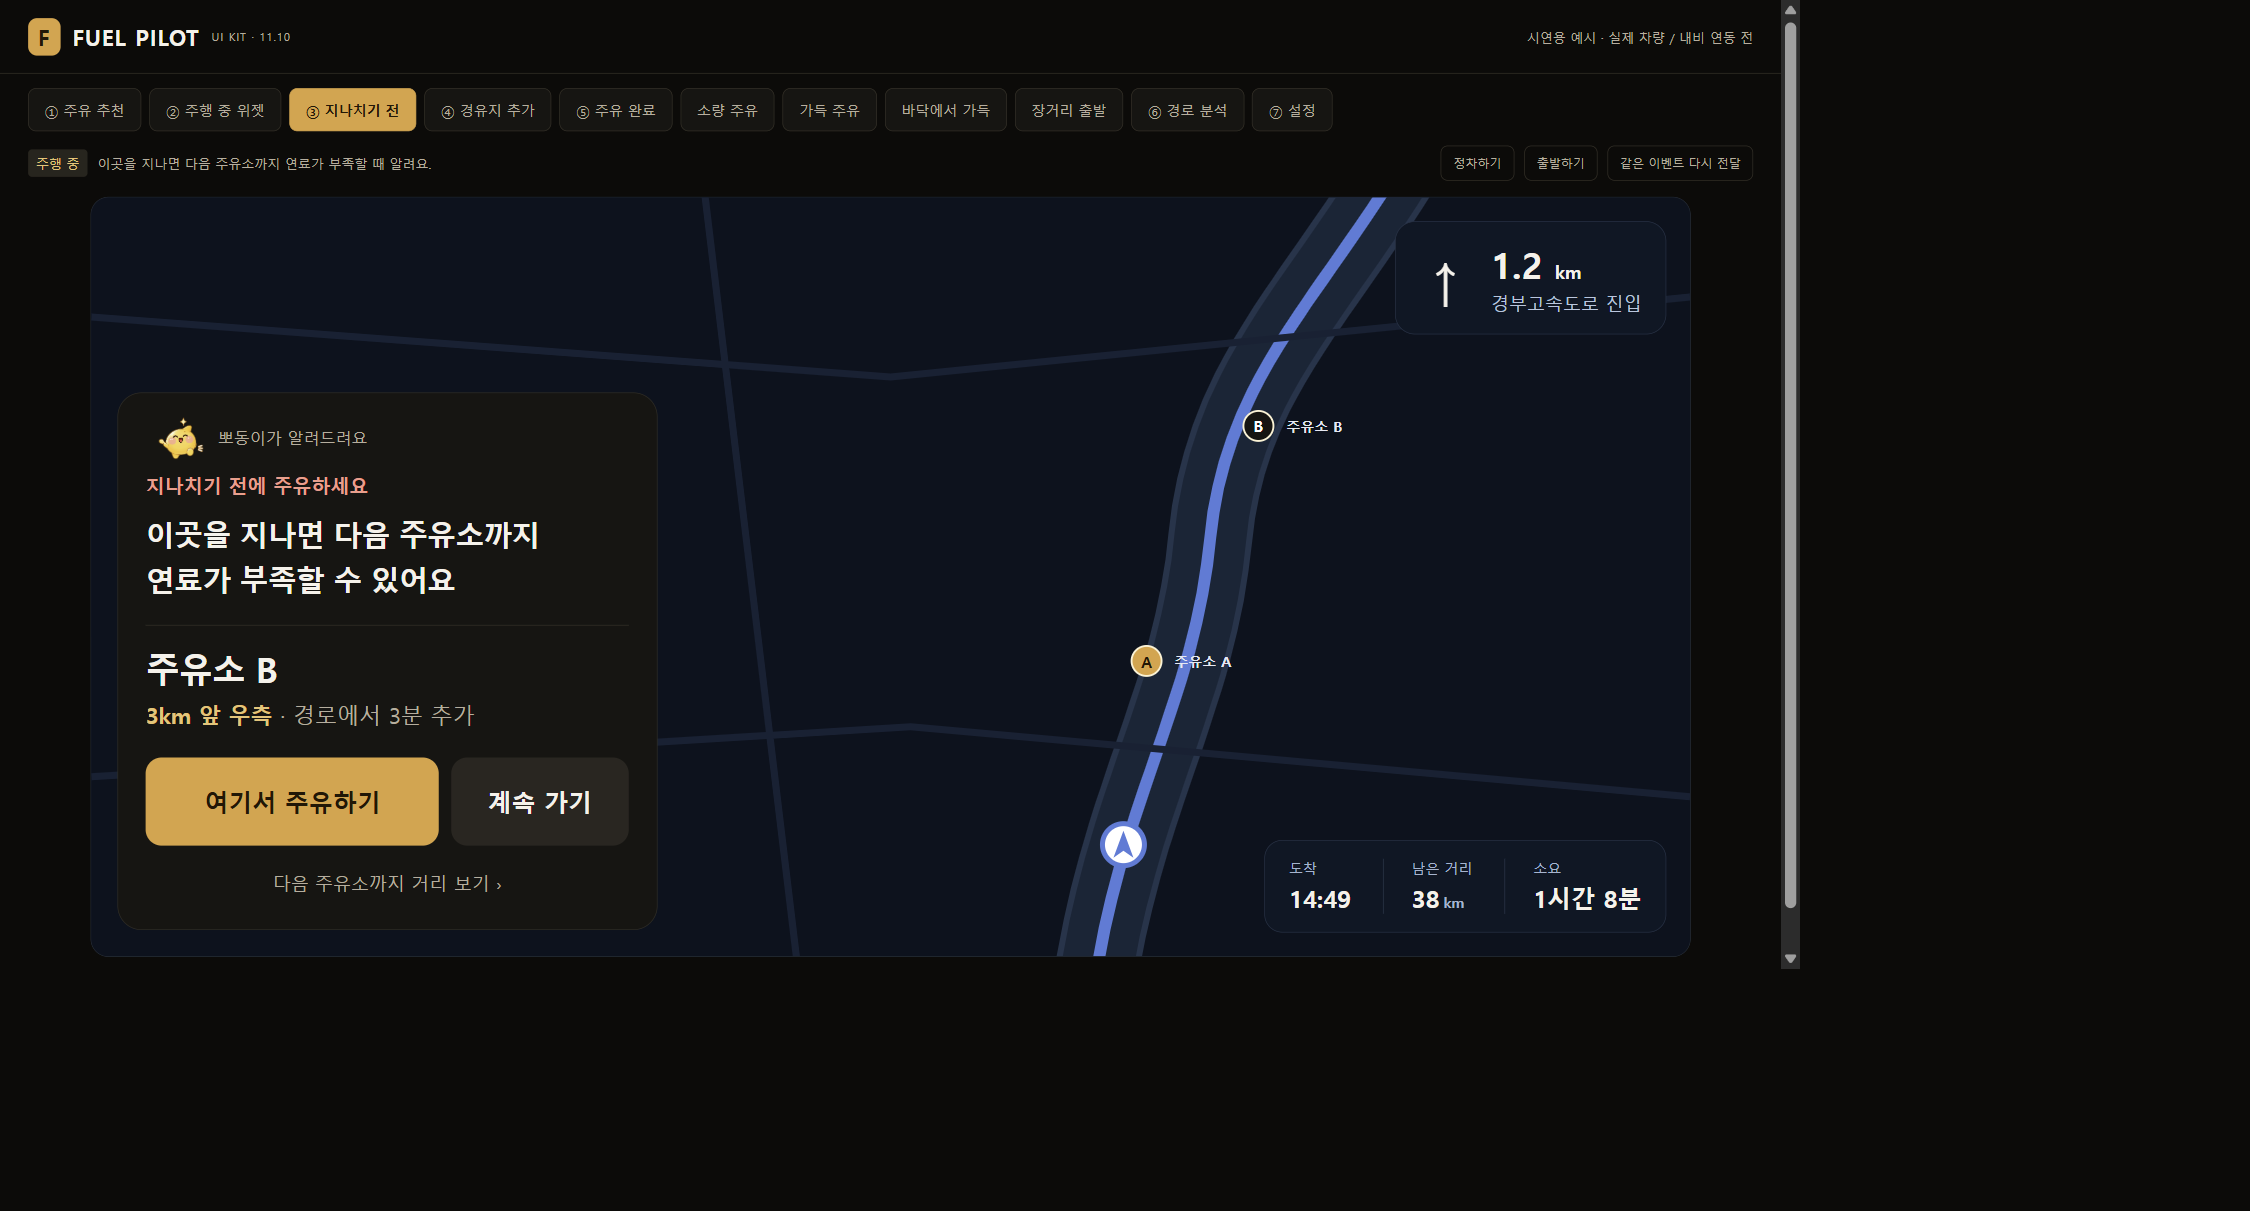 F FUEL PILOT UI KIT · 11.10
시연용 예시 · 실제 차량 / 내비 연동 전
① 주유 추천
② 주행 중 위젯
③ 지나치기 전
④ 경유지 추가
⑤ 주유 완료
소량 주유
가득 주유
바닥에서 가득
장거리 출발
⑥ 경로 분석
⑦ 설정
주행 중 이곳을 지나면 다음 주유소까지 연료가 부족할 때 알려요.
정차하기
출발하기
같은 이벤트 다시 전달
1.2 km
경부고속도로 진입
B 주유소 B
뽀동이가 알려드려요
지나치기 전에 주유하세요
이곳을 지나면 다음 주유소까지
연료가 부족할 수 있어요
A 주유소 A
주유소 B
3km 앞 우측 · 경로에서 3분 추가
여기서 주유하기
계속 가기
다음 주유소까지 거리 보기 ›
도착
14:49
남은 거리
38 km
소요
1시간 8분